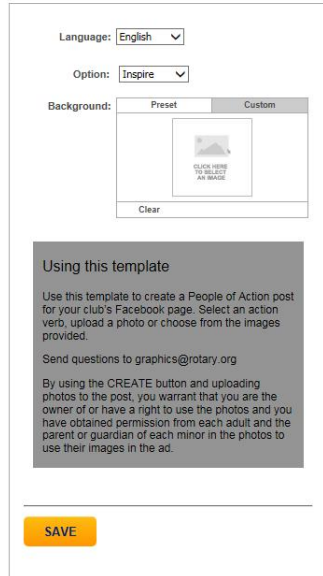 Language: English
Option: Inspire
Background: Preset Custom
CLICK HERE
TO SELECT
AN IMAGE
Clear
Using this template
Use this template to create a People of Action post
for your club's Facebook page. Select an action
verb, upload a photo or choose from the images
provided.
Send questions to graphics@rotary.org
By using the CREATE button and uploading
photos to the post, you warrant that you are the
owner of or have a right to use the photos and you
have obtained permission from each adult and the
parent or guardian of each minor in the photos to
use their images in the ad.
SAVE